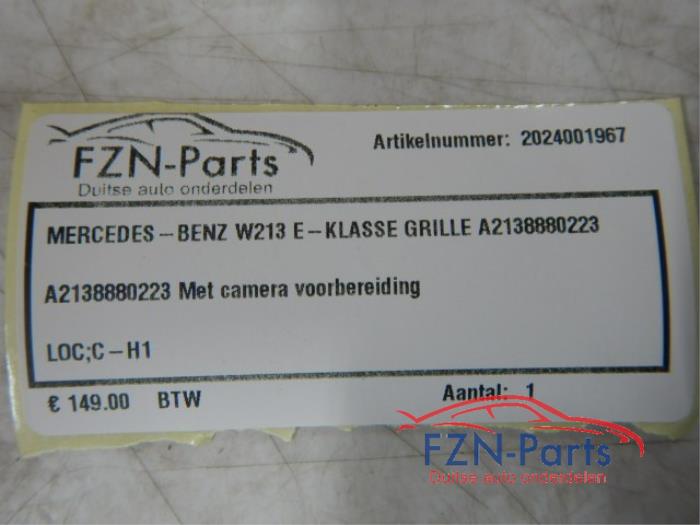 FZN-Parts
Duitse auto onderdelen
Artikelnummer: 2024001967
MERCEDES-BENZ W213 E-KLASSE GRILLE A2138880223
A2138880223 Met camera voorbereiding
LOC;C-H1
€ 149.00 BTW
Aantal: 1
FZN-Parts
Duitse auto onderdelen